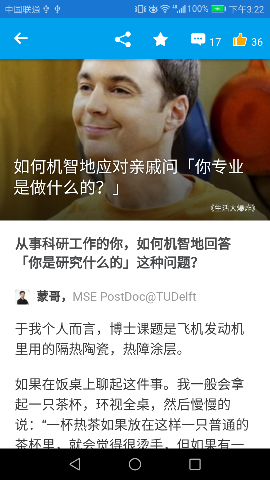 中国联通
100%
下午3:22
17
36
如何机智地应对亲戚问「你专业
是做什么的？」
《生活大爆炸》
从事科研工作的你，如何机智地回答
「你是研究什么的」这种问题？
蒙哥，MSE PostDoc@TUDelft
于我个人而言，博士课题是飞机发动机
里用的隔热陶瓷，热障涂层。
如果在饭桌上聊起这件事。我一般会拿
起一只茶杯，环视全桌，然后慢慢的
说：“一杯热茶如果放在这样一只普通的
茶杯里，就会觉得很烫手，但如果有一